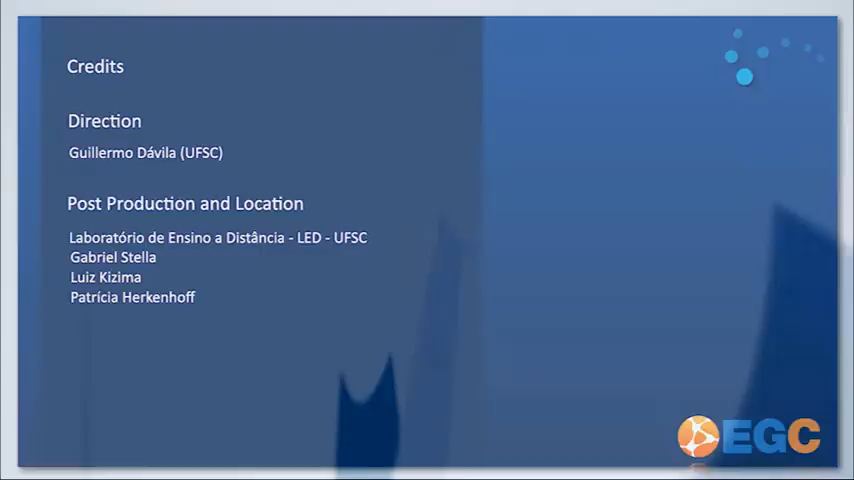 Credits
Direction
Guillermo Dávila (UFSC)
Post Production and Location
Laboratório de Ensino a Distância - LED - UFSC
Gabriel Stella
Luiz Kizima
Patrícia Herkenhoff
EGC